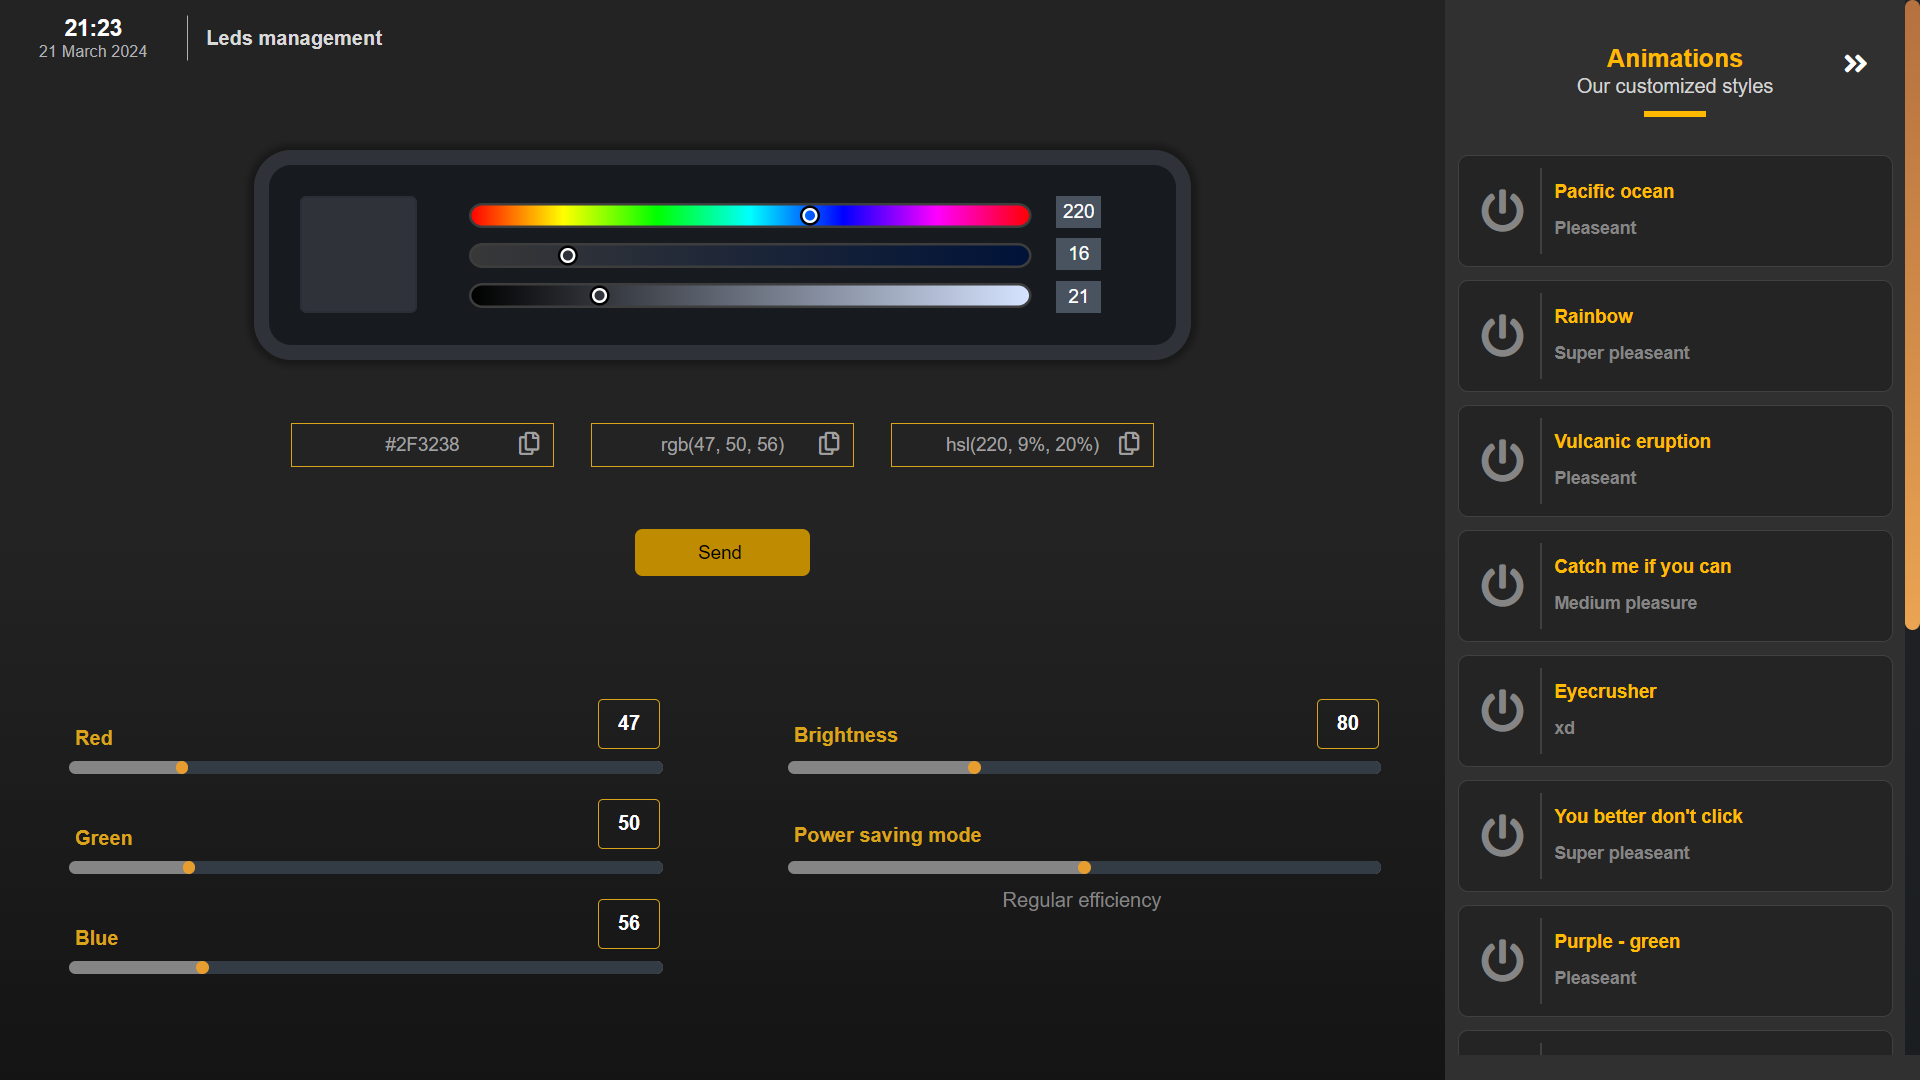 21:23
21 March 2024
Leds management
220
16
21
#2F3238
rgb(47, 50, 56)
hsl(220, 9%, 20%)
Send
Red
47
Green
50
Blue
56
Brightness
80
Power saving mode
Regular efficiency
Animations
Our customized styles
Pacific ocean
Pleaseant
Rainbow
Super pleaseant
Vulcanic eruption
Pleaseant
Catch me if you can
Medium pleasure
Eyecrusher
xd
You better don't click
Super pleaseant
Purple - green
Pleaseant